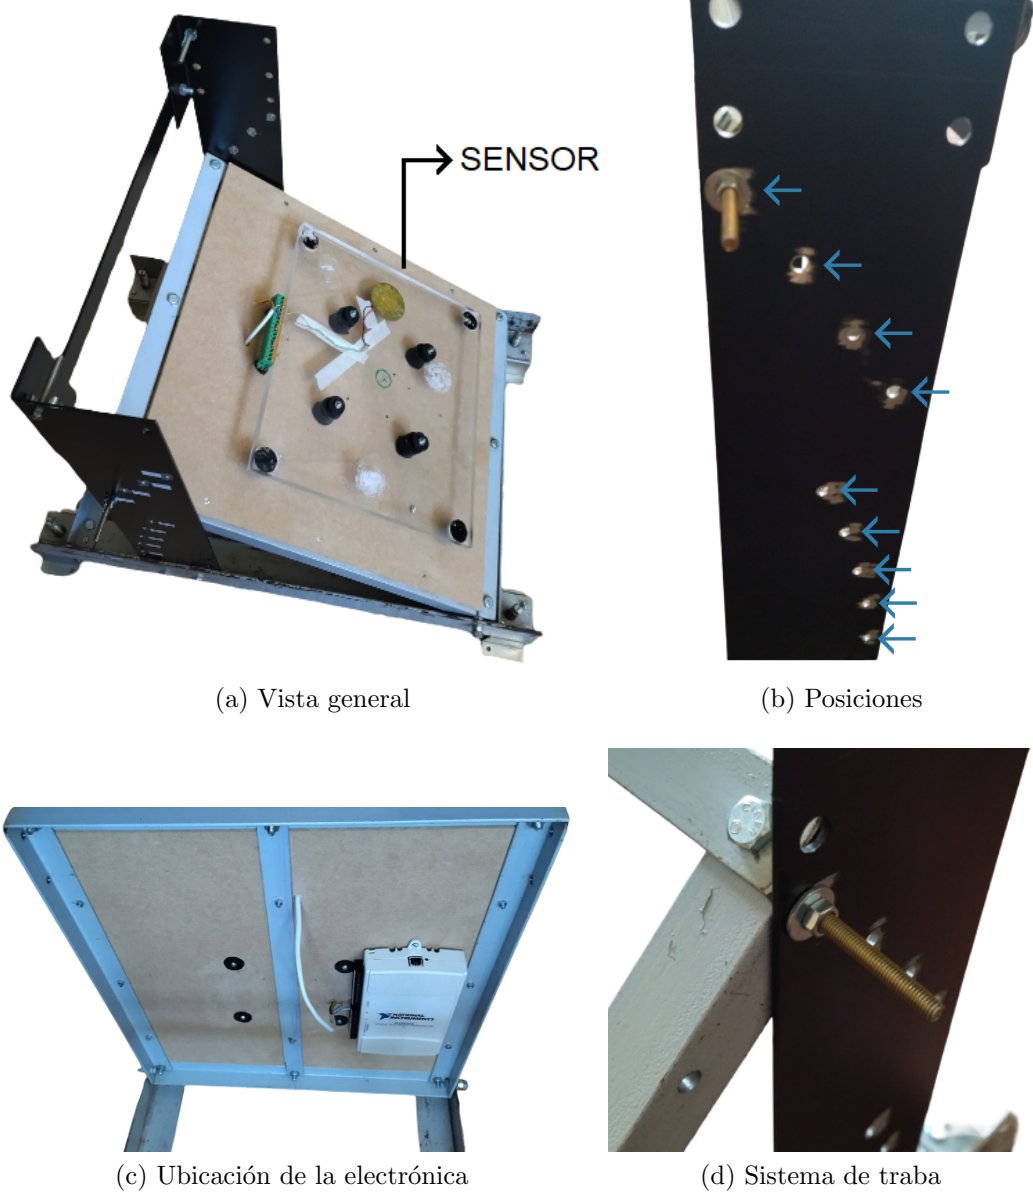 SENSOR
(a) Vista general
(b) Posiciones
NATIONAL
INSTRUMENTS
(c) Ubicación de la electrónica
(d) Sistema de traba